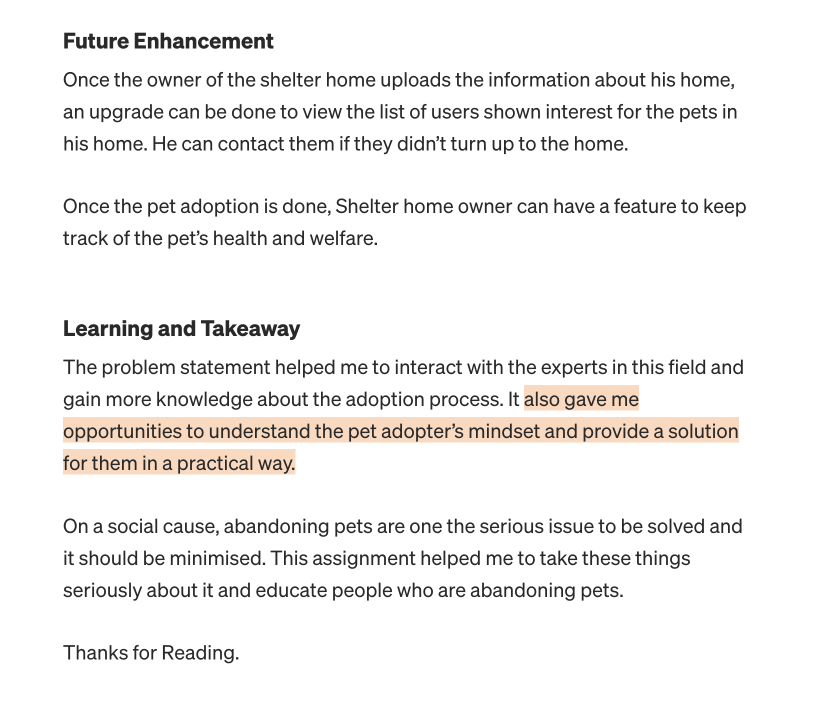 Future Enhancement
Once the owner of the shelter home uploads the information about his home,
an upgrade can be done to view the list of users shown interest for the pets in
his home. He can contact them if they didn’t turn up to the home.
Once the pet adoption is done, Shelter home owner can have a feature to keep
track of the pet’s health and welfare.
Learning and Takeaway
The problem statement helped me to interact with the experts in this field and
gain more knowledge about the adoption process. It also gave me
opportunities to understand the pet adopter’s mindset and provide a solution
for them in a practical way.
On a social cause, abandoning pets are one the serious issue to be solved and
it should be minimised. This assignment helped me to take these things
seriously about it and educate people who are abandoning pets.
Thanks for Reading.